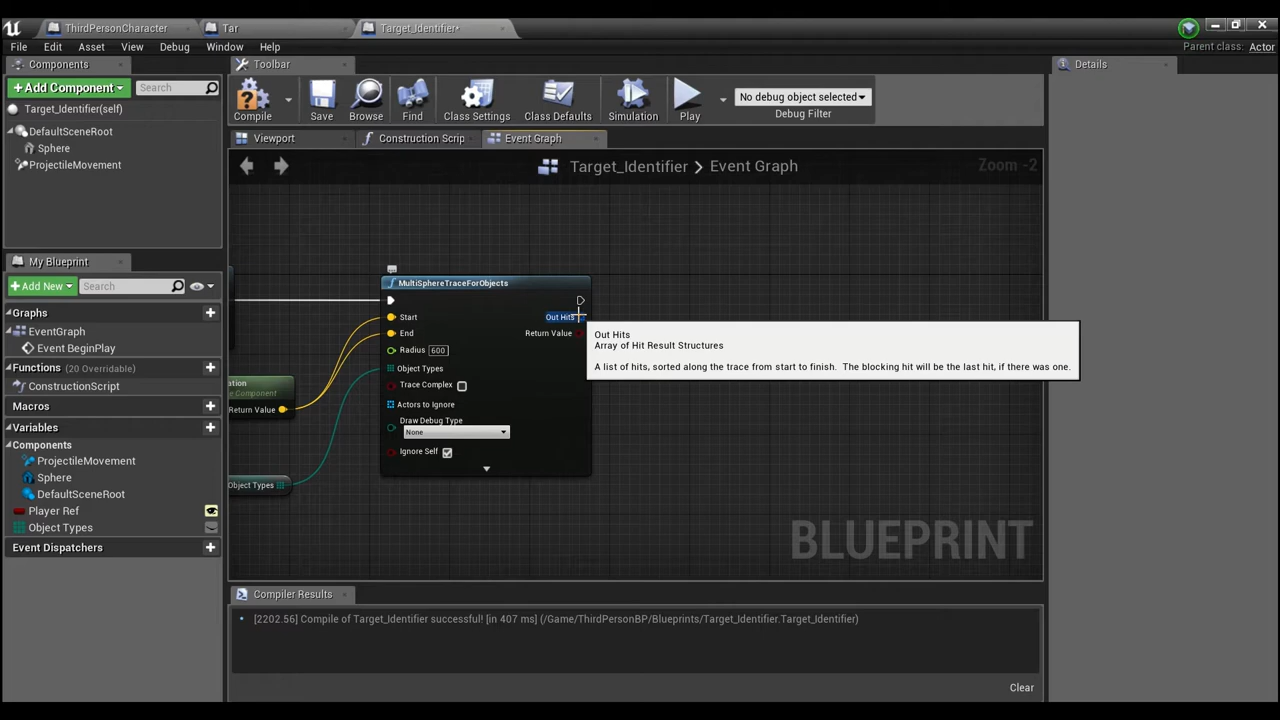 ThirdPersonCharacter
Tar
Target_Identifier*
File Edit Asset View Debug Window Help
Parent class: Actor
Components
Toolbar
Details
+Add Component
Search
Target_Identifier(self)
DefaultSceneRoot
Sphere
ProjectileMovement
Compile
Save
Browse
Find
Class Settings
Class Defaults
Simulation
Play
No debug object selected
Debug Filter
Viewport
Construction Scrip
Event Graph
Target_Identifier > Event Graph
Zoom -2
My Blueprint
+Add New
Search
Graphs
EventGraph
Event BeginPlay
Functions (20 Overridable)
ConstructionScript
Macros
Variables
Components
ProjectileMovement
Sphere
DefaultSceneRoot
Player Ref
Object Types
Event Dispatchers
f MultiSphereTraceForObjects
Start
Out Hits
End
Return Value
Radius 600
Object Types
Trace Complex
Actors to Ignore
Draw Debug Type
None
Ignore Self
ation
e Component
Return Value
Object Types
Out Hits
Array of Hit Result Structures
A list of hits, sorted along the trace from start to finish. The blocking hit will be the last hit, if there was one.
BLUEPRINT
Compiler Results
[2202.56] Compile of Target_Identifier successful! [in 407 ms] (/Game/ThirdPersonBP/Blueprints/Target_Identifier.Target_Identifier)
Clear